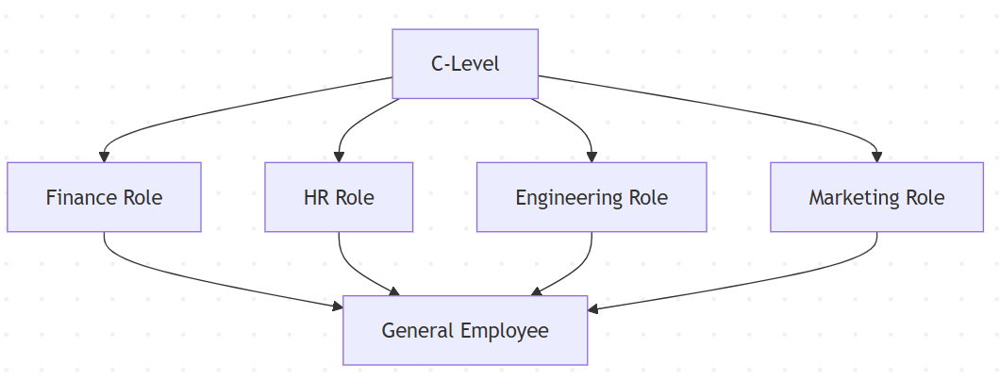 C-Level
Finance Role
HR Role
Engineering Role
Marketing Role
General Employee